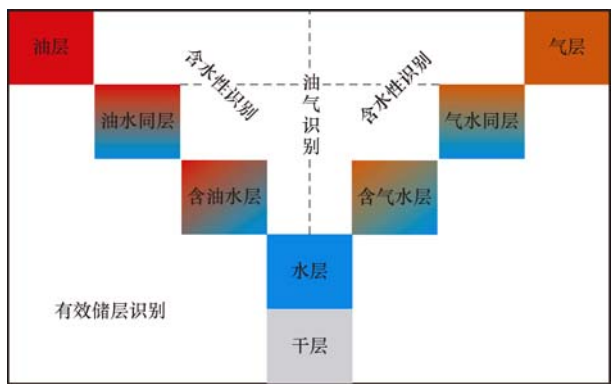 油层
气层
含水性识别
油气识别
含水性识别
油水同层
气水同层
含油水层
含气水层
水层
有效储层识别
干层